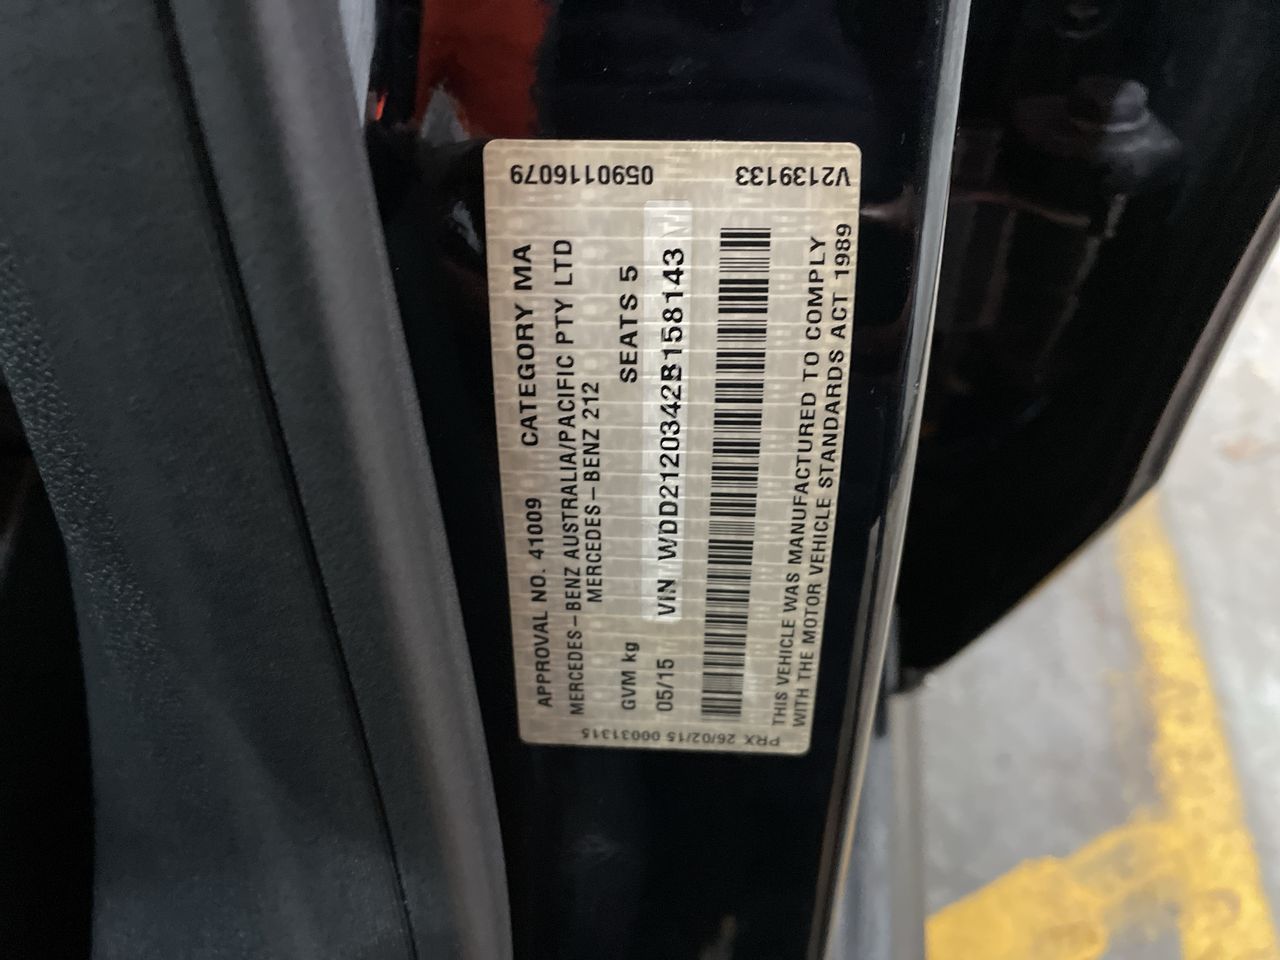 APPROVAL NO. 41009 CATEGORY MA
MERCEDES-BENZ AUSTRALIA/PACIFIC PTY LTD
MERCEDES-BENZ 212
GVM kg SEATS 5
05/15 VIN WDD2120342B158143
THIS VEHICLE WAS MANUFACTURED TO COMPLY
WITH THE MOTOR VEHICLE STANDARDS ACT 1989
05901116079
V2139133
PRX 26/02/15 00031315